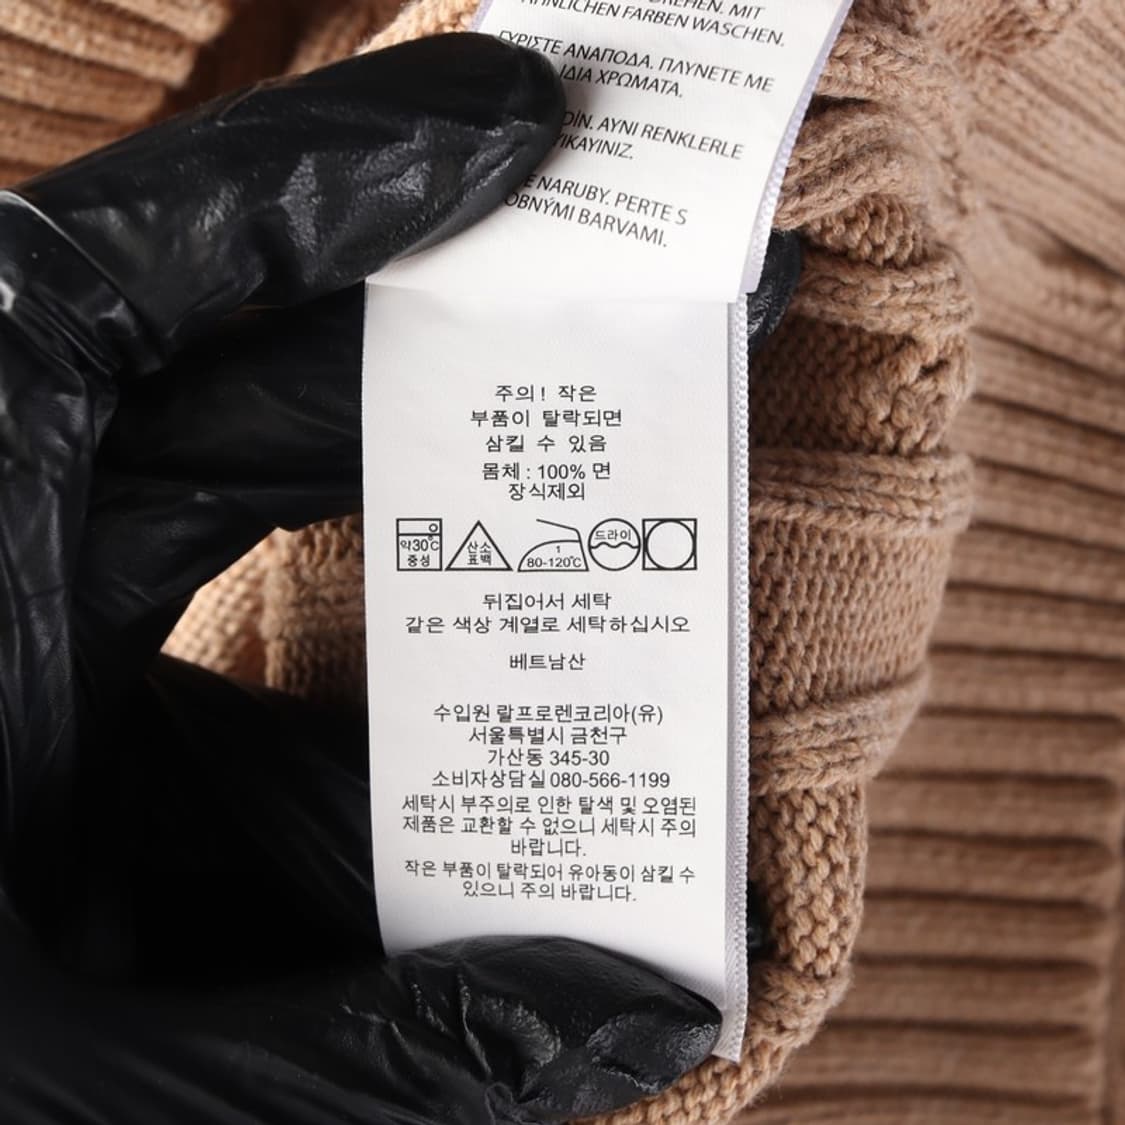 DREHEN. MIT
ÄHNLICHEN FARBEN WASCHEN.
ΓΥΡΙΣΤΕ ΑΝΑΠΟΔΑ. ΠΛΥΝΕΤΕ ΜΕ
ΙΔΙΑ ΧΡΩΜΑΤΑ.
AYNI RENKLERLE
YIKAYINIZ.
NARUBY. PERTE S
BARVAMI.
주의! 작은
부품이 탈락되면
삼킬 수 있음
몸체 : 100% 면
장식제외
약30℃
중성
산소
표백
1
80-120℃
드라이
뒤집어서 세탁
같은 색상 계열로 세탁하십시오
베트남산
수입원 랄프로렌코리아(유)
서울특별시 금천구
가산동 345-30
소비자상담실 080-566-1199
세탁시 부주의로 인한 탈색 및 오염된
제품은 교환할 수 없으니 세탁시 주의
바랍니다.
작은 부품이 탈락되어 유아동이 삼킬 수
있으니 주의 바랍니다.